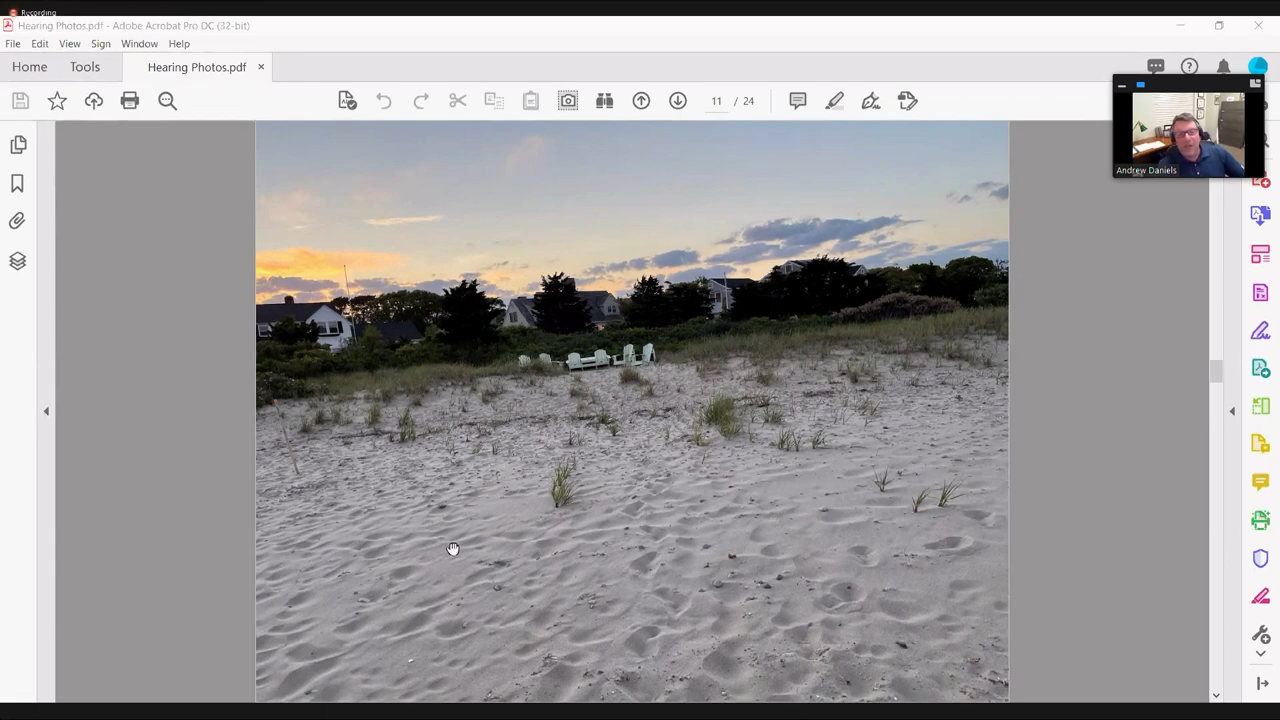 Recording
Hearing Photos.pdf - Adobe Acrobat Pro DC (32-bit)
File Edit View Sign Window Help
Home Tools Hearing Photos.pdf
11 / 24
Andrew Daniels